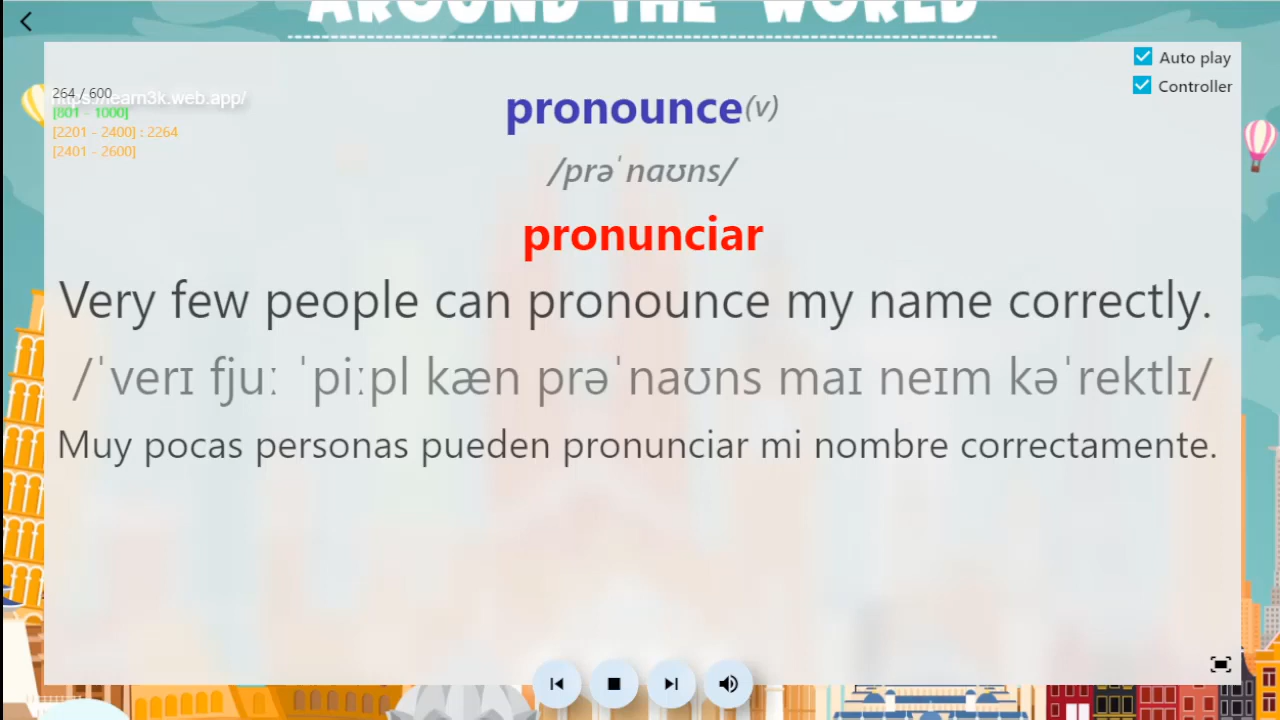 AROUND THE WORLD
Auto play
Controller
264 / 600
https://learn3k.web.app/
[801 - 1000]
[2201 - 2400] : 2264
[2401 - 2600]
pronounce(v)
/prəˈnaʊns/
pronunciar
Very few people can pronounce my name correctly.
/ˈverɪ fjuː ˈpiːpl kæn prəˈnaʊns maɪ neɪm kəˈrektlɪ/
Muy pocas personas pueden pronunciar mi nombre correctamente.